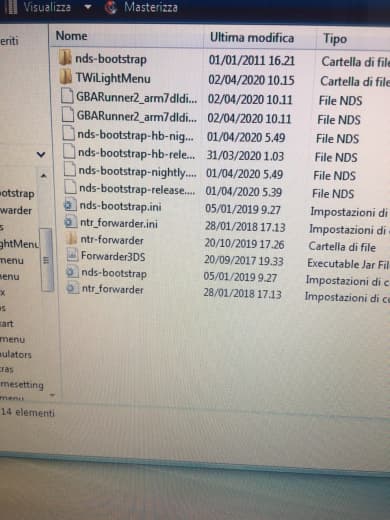 Visualizza Masterizza
eriti Nome Ultima modifica Tipo
nds-bootstrap 01/01/2011 16.21 Cartella di file
TWiLightMenu 02/04/2020 10.15 Cartella di file
GBARunner2_arm7dldi... 02/04/2020 10.11 File NDS
GBARunner2_arm7dldi... 02/04/2020 10.11 File NDS
nds-bootstrap-hb-nig... 01/04/2020 5.49 File NDS
nds-bootstrap-hb-rele... 31/03/2020 1.03 File NDS
nds-bootstrap-nightly.... 01/04/2020 5.49 File NDS
ootstrap nds-bootstrap-release.... 01/04/2020 5.39 File NDS
warder nds-bootstrap.ini 05/01/2019 9.27 Impostazioni di
s ntr_forwarder.ini 28/01/2018 17.13 Impostazioni di
ghtMenu ntr-forwarder 20/10/2019 17.26 Cartella di file
menu Forwarder3DS 20/09/2017 19.33 Executable Jar File
enu nds-bootstrap 05/01/2019 9.27 Impostazioni di c
x ntr_forwarder 28/01/2018 17.13 Impostazioni di co
os
kart
menu
ulators
tras
mesetting
menu
14 elementi